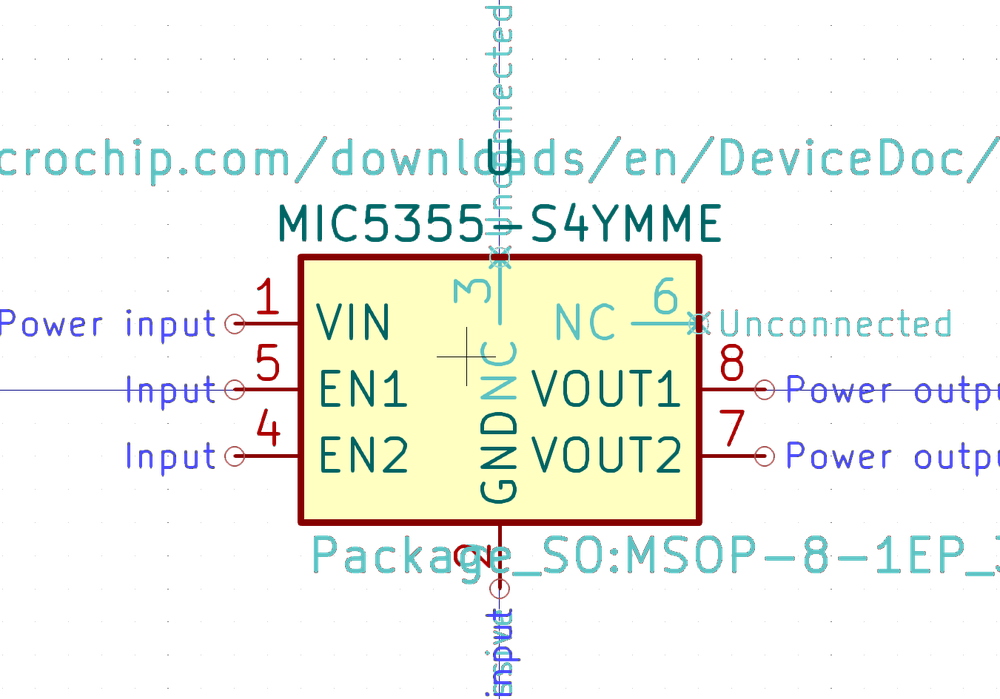 Unconnected
crochip.com/downloads/en/DeviceDoc/
U
MIC5355-S4YMME
3
6
1
NC
VIN
Power input
Unconnected
5
8
NC
EN1
VOUT1
Input
Power outpu
4
7
GND
EN2
VOUT2
Input
Power outpu
2
Package_SO:MSOP-8-1EP_
input